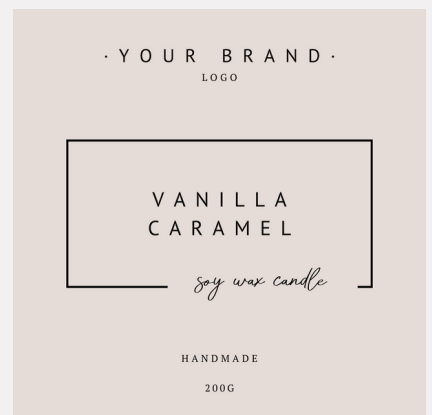 · YOUR BRAND ·
LOGO
VANILLA
CARAMEL
soy wax candle
HANDMADE
200G